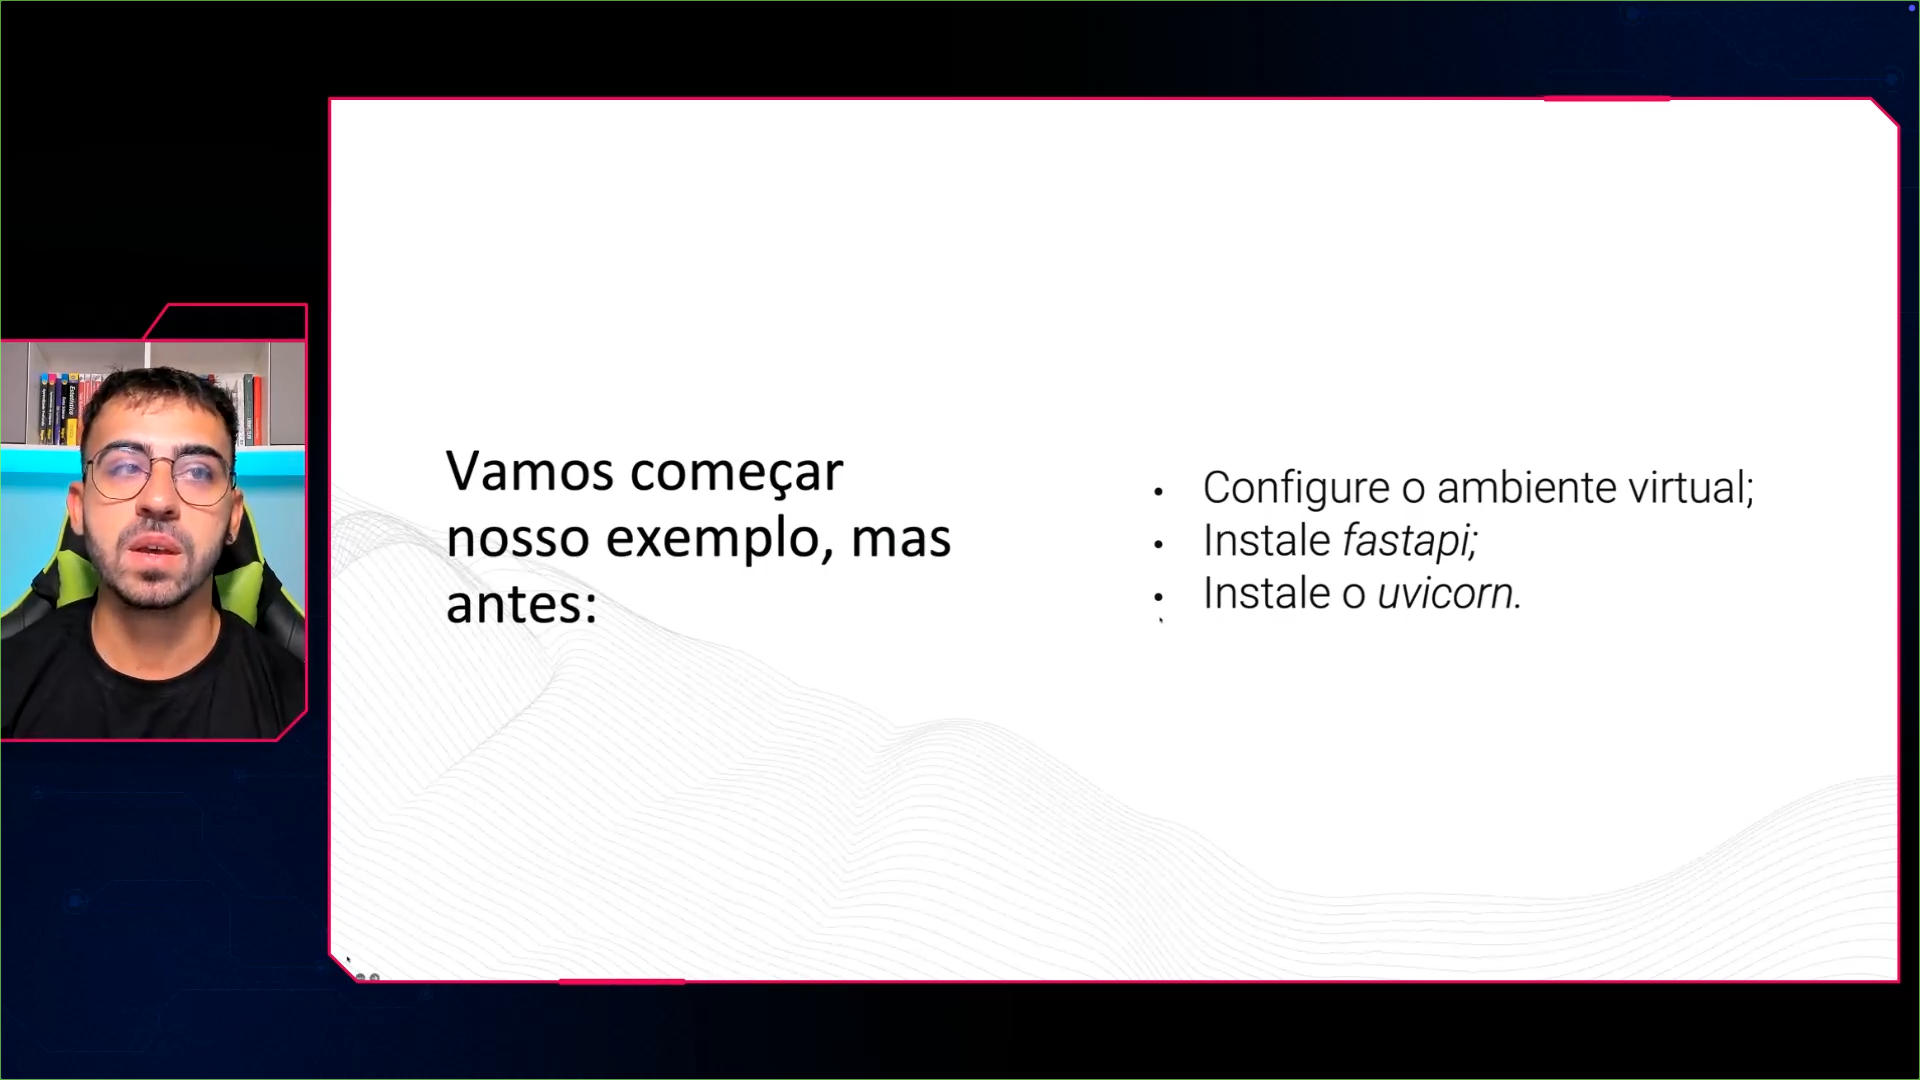 Vamos começar
nosso exemplo, mas
antes:
• Configure o ambiente virtual;
• Instale fastapi;
• Instale o uvicorn.